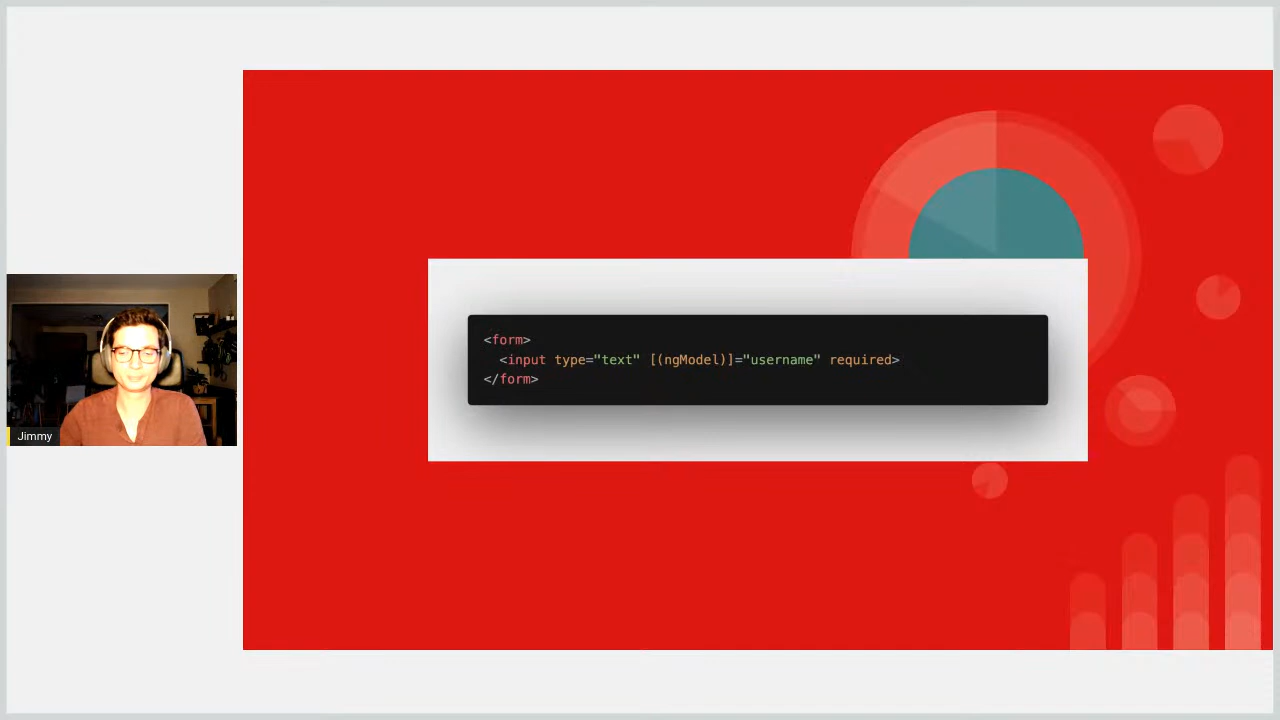 <form>
<input type="text" [(ngModel)]="username" required>
</form>
Jimmy